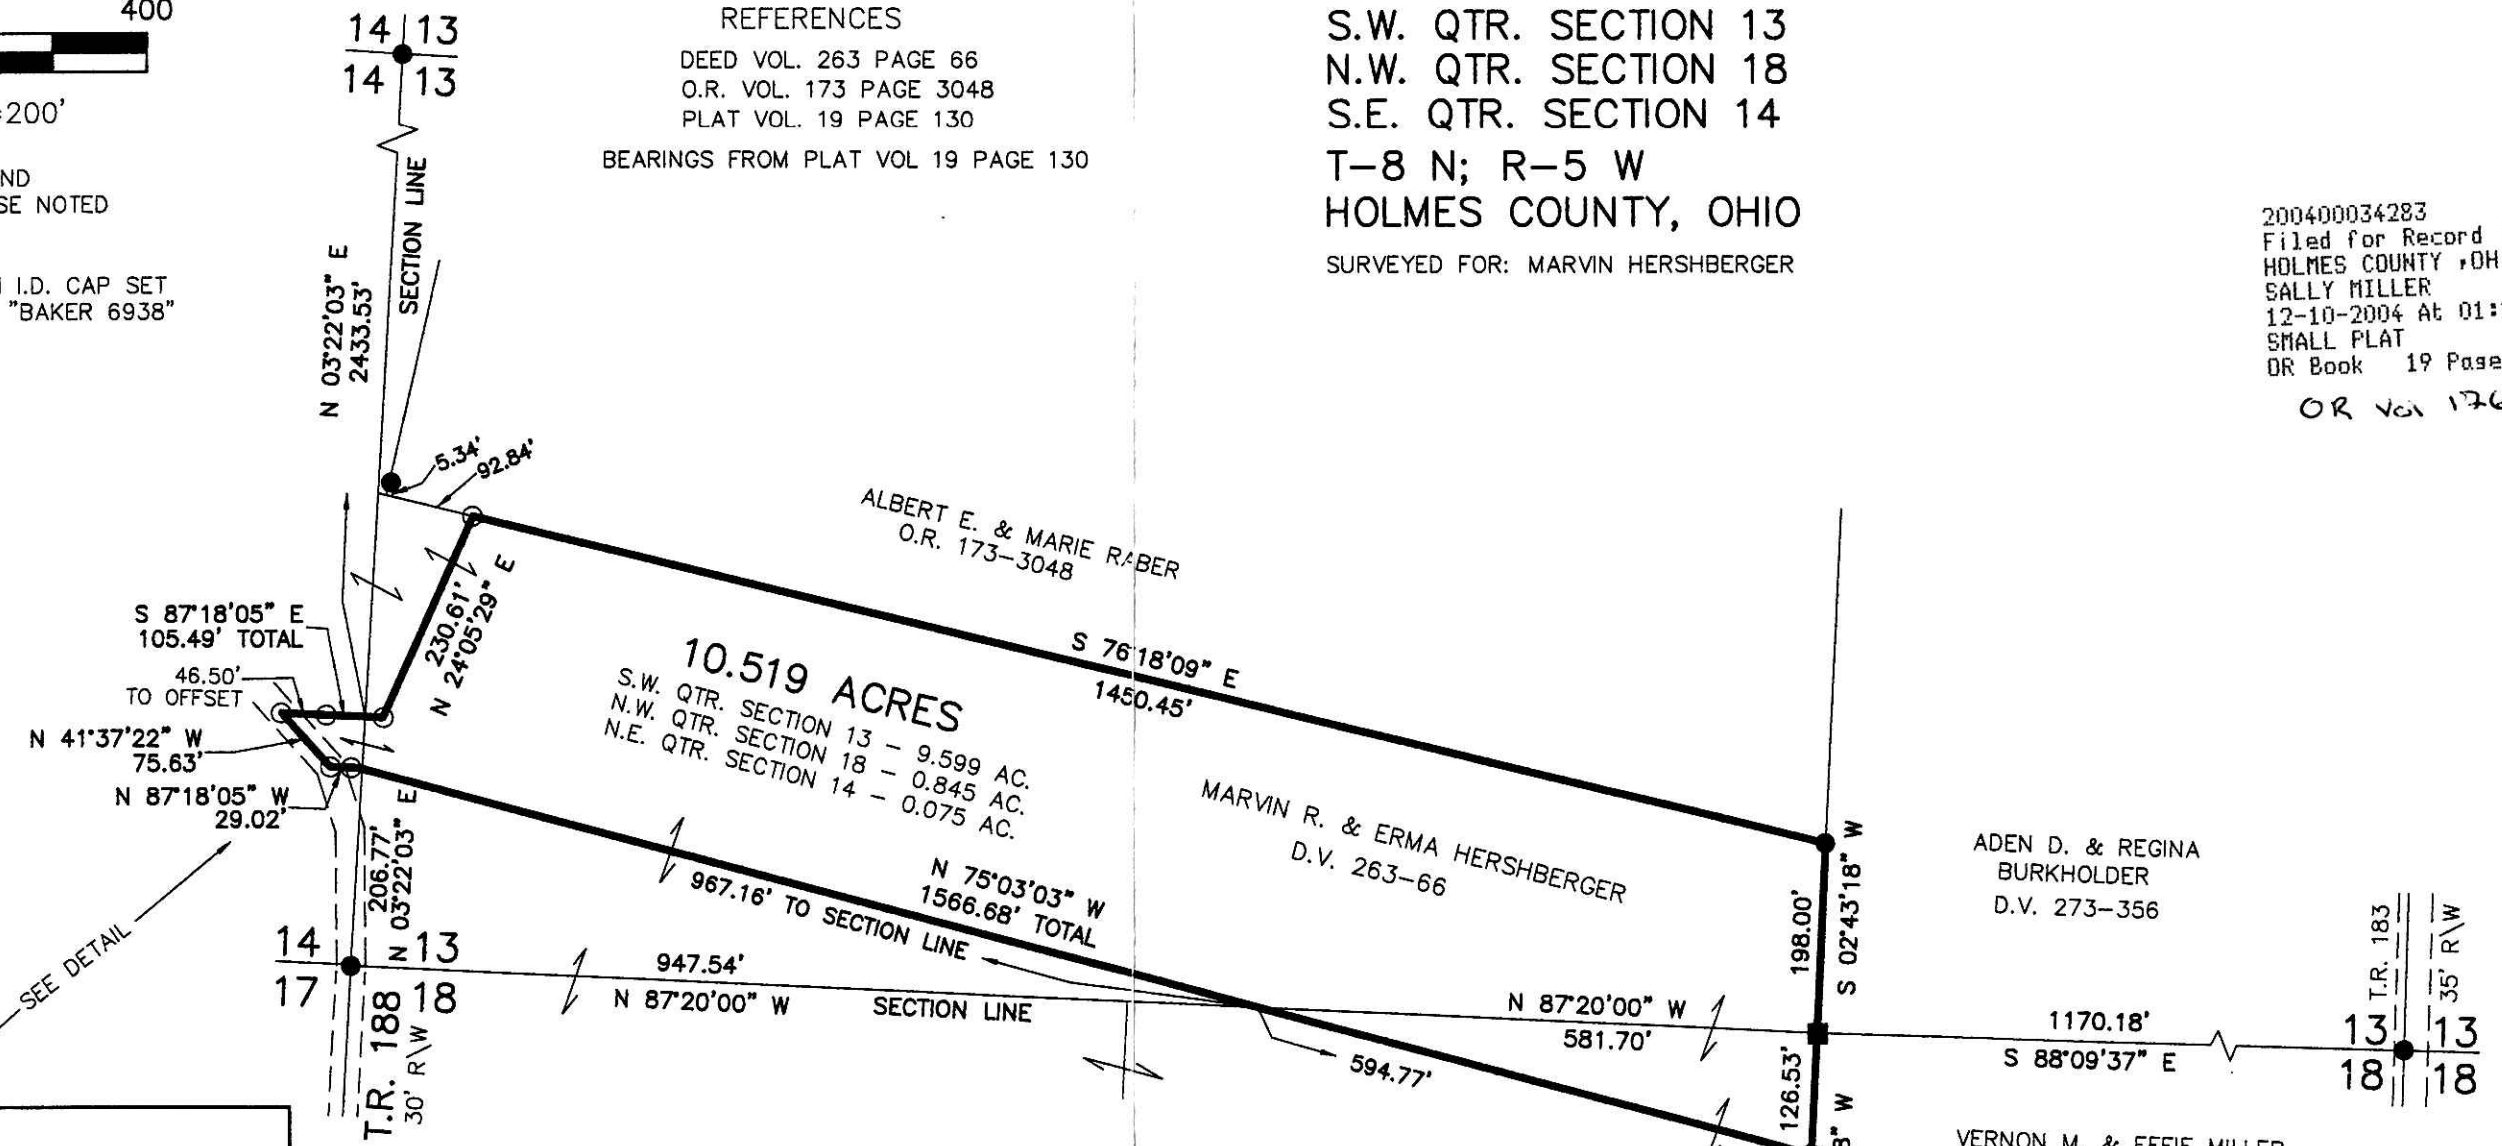 400
=200'
ND
SE NOTED
I.D. CAP SET
"BAKER 6938"
14 13
14 13
REFERENCES
DEED VOL. 263 PAGE 66
O.R. VOL. 173 PAGE 3048
PLAT VOL. 19 PAGE 130
BEARINGS FROM PLAT VOL 19 PAGE 130
S.W. QTR. SECTION 13
N.W. QTR. SECTION 18
S.E. QTR. SECTION 14
T-8 N; R-5 W
HOLMES COUNTY, OHIO
SURVEYED FOR: MARVIN HERSHBERGER
200400034283
Filed for Record
HOLMES COUNTY ,OH
SALLY MILLER
12-10-2004 At 01:
SMALL PLAT
OR Book 19 Page
OR Vol 176
N 03°22'03" E
2433.53'
SECTION LINE
5.34'
92.84'
ALBERT E. & MARIE RABER
O.R. 173-3048
S 87°18'05" E
105.49' TOTAL
46.50'
TO OFFSET
N 41°37'22" W
75.63'
N 87°18'05" W
29.02'
230.61'
N 24°05'29" E
S 76°18'09" E
1450.45'
10.519 ACRES
S.W. QTR. SECTION 13 - 9.599 AC.
N.W. QTR. SECTION 18 - 0.845 AC.
N.E. QTR. SECTION 14 - 0.075 AC.
MARVIN R. & ERMA HERSHBERGER
D.V. 263-66
N 75°03'03" W
1566.68' TOTAL
967.16' TO SECTION LINE
206.77'
N 03°22'03" E
SEE DETAIL
14 13
17 18
T.R. 188
30' R\W
947.54'
N 87°20'00" W
SECTION LINE
N 87°20'00" W
581.70'
594.77'
198.00'
S 02°43'18" W
126.53'
W
ADEN D. & REGINA
BURKHOLDER
D.V. 273-356
T.R. 183
35' R\W
1170.18'
S 88°09'37" E
13 13
18 18
VERNON M. & EFFIE MILLER